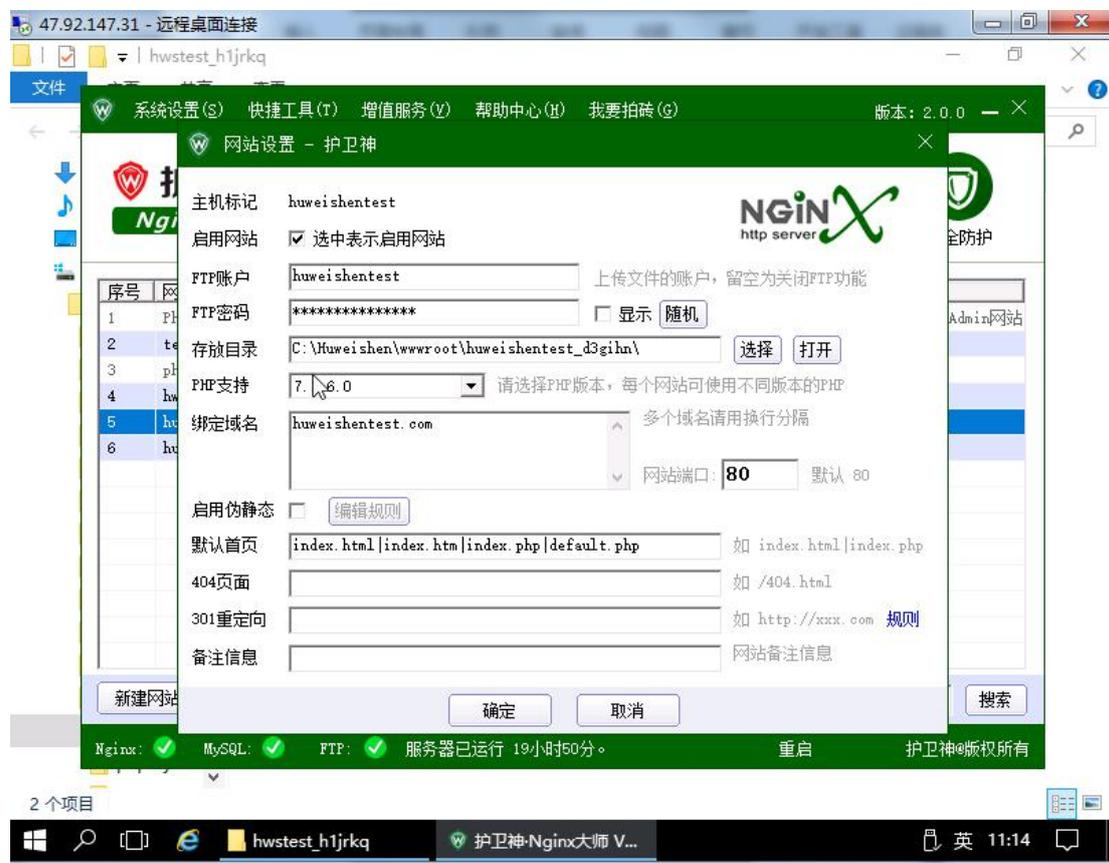 47.92.147.31 - 远程桌面连接
hwstest_h1jrkq
文件
系统设置(S) 快捷工具(T) 增值服务(V) 帮助中心(H) 我要拍砖(G) 版本: 2.0.0
网站设置 - 护卫神
主机标记 huweishentest
NGiNX
http server
启用网站 选中表示启用网站
全防护
FTP账户 huweishentest 上传文件的账户，留空为关闭FTP功能
序号
FTP密码 *************** 显示 随机
1 Admin网站
存放目录 C:\Huweishen\wwwroot\huweishentest_d3gihn\ 选择 打开
2 te
PHP支持 请选择PHP版本，每个网站可使用不同版本的PHP
3 ph
4 hw
绑定域名 huweishentest.com 多个域名请用换行分隔
5 hu
6 hu
网站端口: 80 默认 80
启用伪静态 编辑规则
默认首页 index.html|index.htm|index.php|default.php 如 index.html|index.php
404页面 如 /404.html
301重定向 如 http://xxx.com 规则
备注信息 网站备注信息
新建网站 搜索
确定 取消
Nginx: MySQL: FTP: 服务器已运行 19小时50分。 重启 护卫神@版权所有
2 个项目
hwstest_h1jrkq 护卫神·Nginx大师 V... 英 11:14